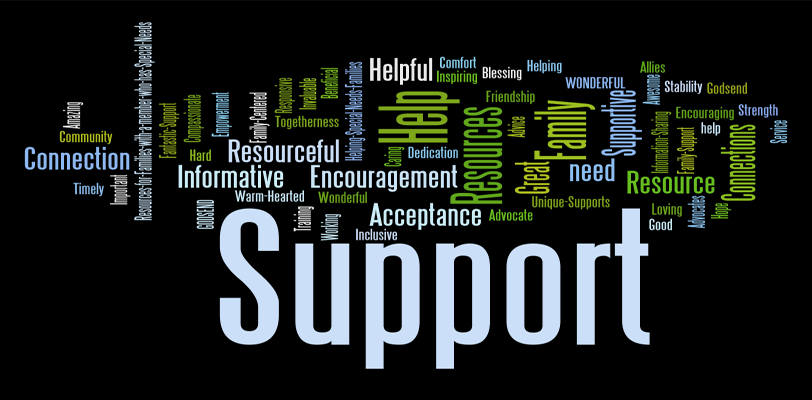 Amazing
Community
Connection
Timely
Important
Resources-for-Families-with-a-member-who-has-Special-Needs
Fantastic-Support
Compassionate
Hard
Empowerment
Family-Centered
Responsive
Invaluable
Beneficial
Togetherness
Helping-Special-Needs-Families
Resourceful
Informative
Encouragement
Warm-Hearted
Wonderful
GODSEND
Training
Working
Inclusive
Acceptance
Advocate
Helpful
Comfort
Inspiring
Blessing
Helping
Help
Caring
Dedication
Resources
Friendship
Advice
Great
Family
WONDERFUL
Supportive
need
Unique-Supports
Allies
Awesome
Stability
Godsend
Encouraging
Strength
Service
help
Information-Sharing
Family-Support
Resource
Connections
Loving
Good
Advocates
Hope
Support